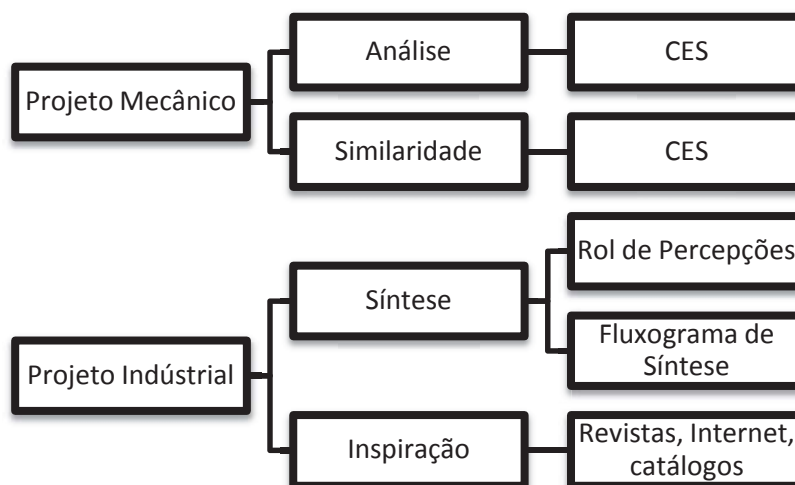 Análise
CES
Projeto Mecânico
Similaridade
CES
Rol de Percepções
Síntese
Fluxograma de
Síntese
Projeto Indústrial
Inspiração
Revistas, Internet,
catálogos